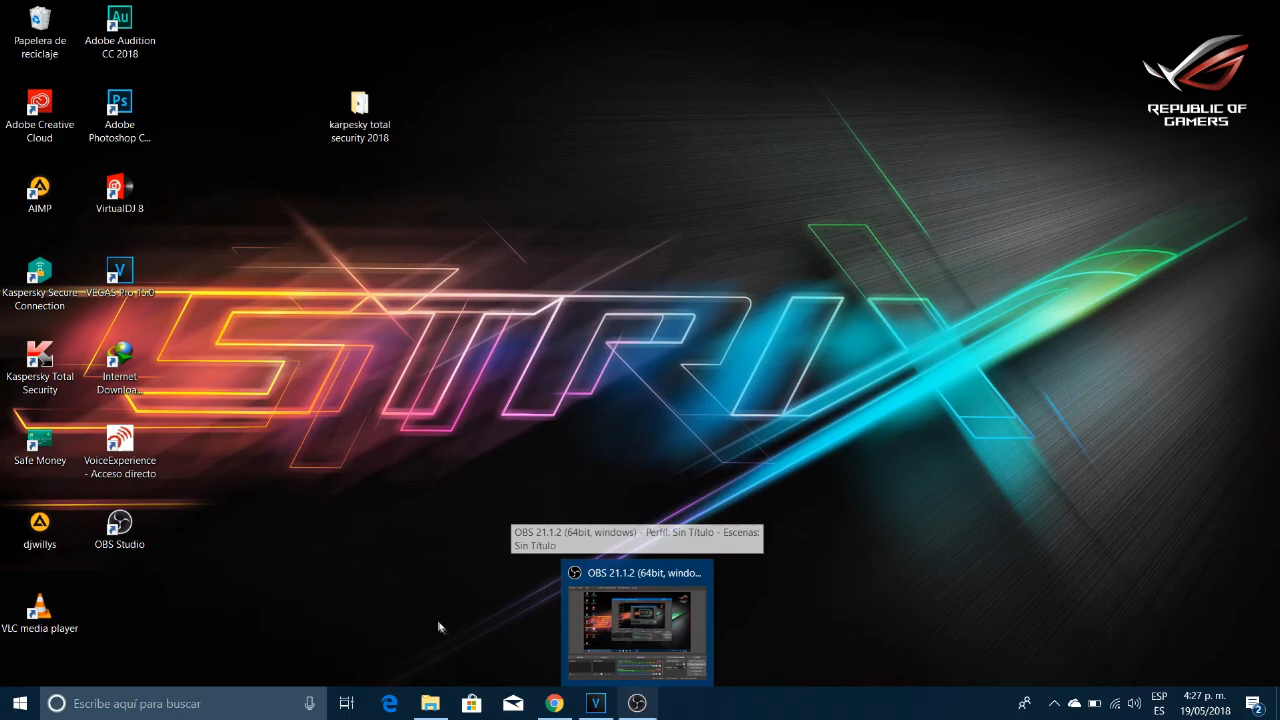 Papelera de
reciclaje
Adobe Audition
CC 2018
Adobe Creative
Cloud
Adobe
Photoshop C...
karpesky total
security 2018
REPUBLIC OF
GAMERS
AIMP
VirtualDJ 8
Kaspersky Secure
Connection
VEGAS Pro 15.0
STRIX
Kaspersky Total
Security
Internet
Downloa...
Safe Money
VoiceExperience
- Acceso directo
djwillys
OBS Studio
OBS 21.1.2 (64bit, windows) - Perfil: Sin Título - Escenas:
Sin Título
OBS 21.1.2 (64bit, windo...
VLC media player
Escribe aquí para buscar
ESP
ES
4:27 p. m.
19/05/2018
2